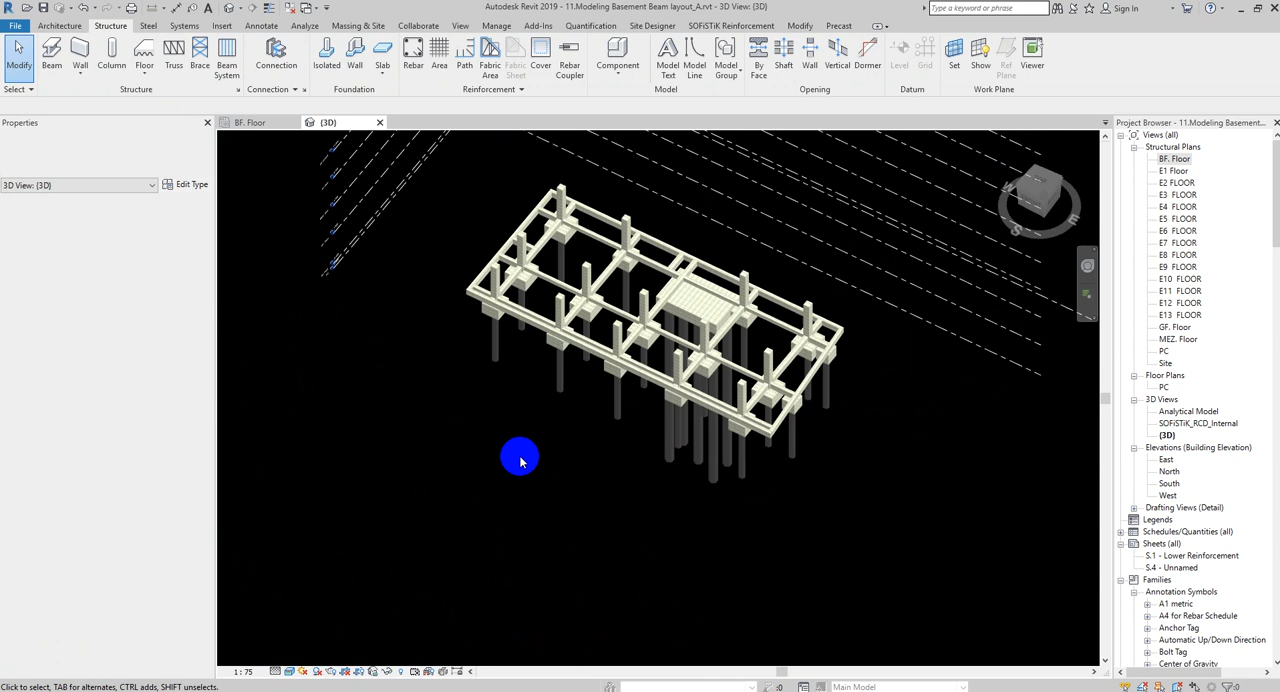 Autodesk Revit 2019 - 11.Modeling Basement Beam layout_A.rvt - 3D View: {3D}
Type a keyword or phrase
Sign In
File Architecture Structure Steel Systems Insert Annotate Analyze Massing & Site Collaborate View Manage Add-Ins Quantification Site Designer SOFiSTiK Reinforcement Modify Precast
Modify Beam Wall Column Floor Truss Brace Beam System Connection Isolated Wall Slab Rebar Area Path Fabric Area Fabric Sheet Cover Rebar Coupler Component Model Text Model Line Model Group By Face Shaft Wall Vertical Dormer Level Grid Set Show Ref Plane Viewer
Select Structure Connection Foundation Reinforcement Model Opening Datum Work Plane
Properties
BF. Floor
{3D}
Project Browser - 11.Modeling Basement...
3D View: {3D}
Edit Type
Views (all)
Structural Plans
BF. Floor
E1 Floor
E2 FLOOR
E3 FLOOR
E4 FLOOR
E5 FLOOR
E6 FLOOR
E7 FLOOR
E8 FLOOR
E9 FLOOR
E10 FLOOR
E11 FLOOR
E12 FLOOR
E13 FLOOR
GF. Floor
MEZ. Floor
PC
Site
Floor Plans
PC
3D Views
Analytical Model
SOFiSTiK_RCD_Internal
{3D}
Elevations (Building Elevation)
East
North
South
West
Drafting Views (Detail)
Legends
Schedules/Quantities (all)
Sheets (all)
S.1 - Lower Reinforcement
S.4 - Unnamed
Families
Annotation Symbols
A1 metric
A4 for Rebar Schedule
Anchor Tag
Automatic Up/Down Direction
Bolt Tag
Center of Gravity
E
S
1 : 75
Click to select, TAB for alternates, CTRL adds, SHIFT unselects.
:0
Main Model
:0